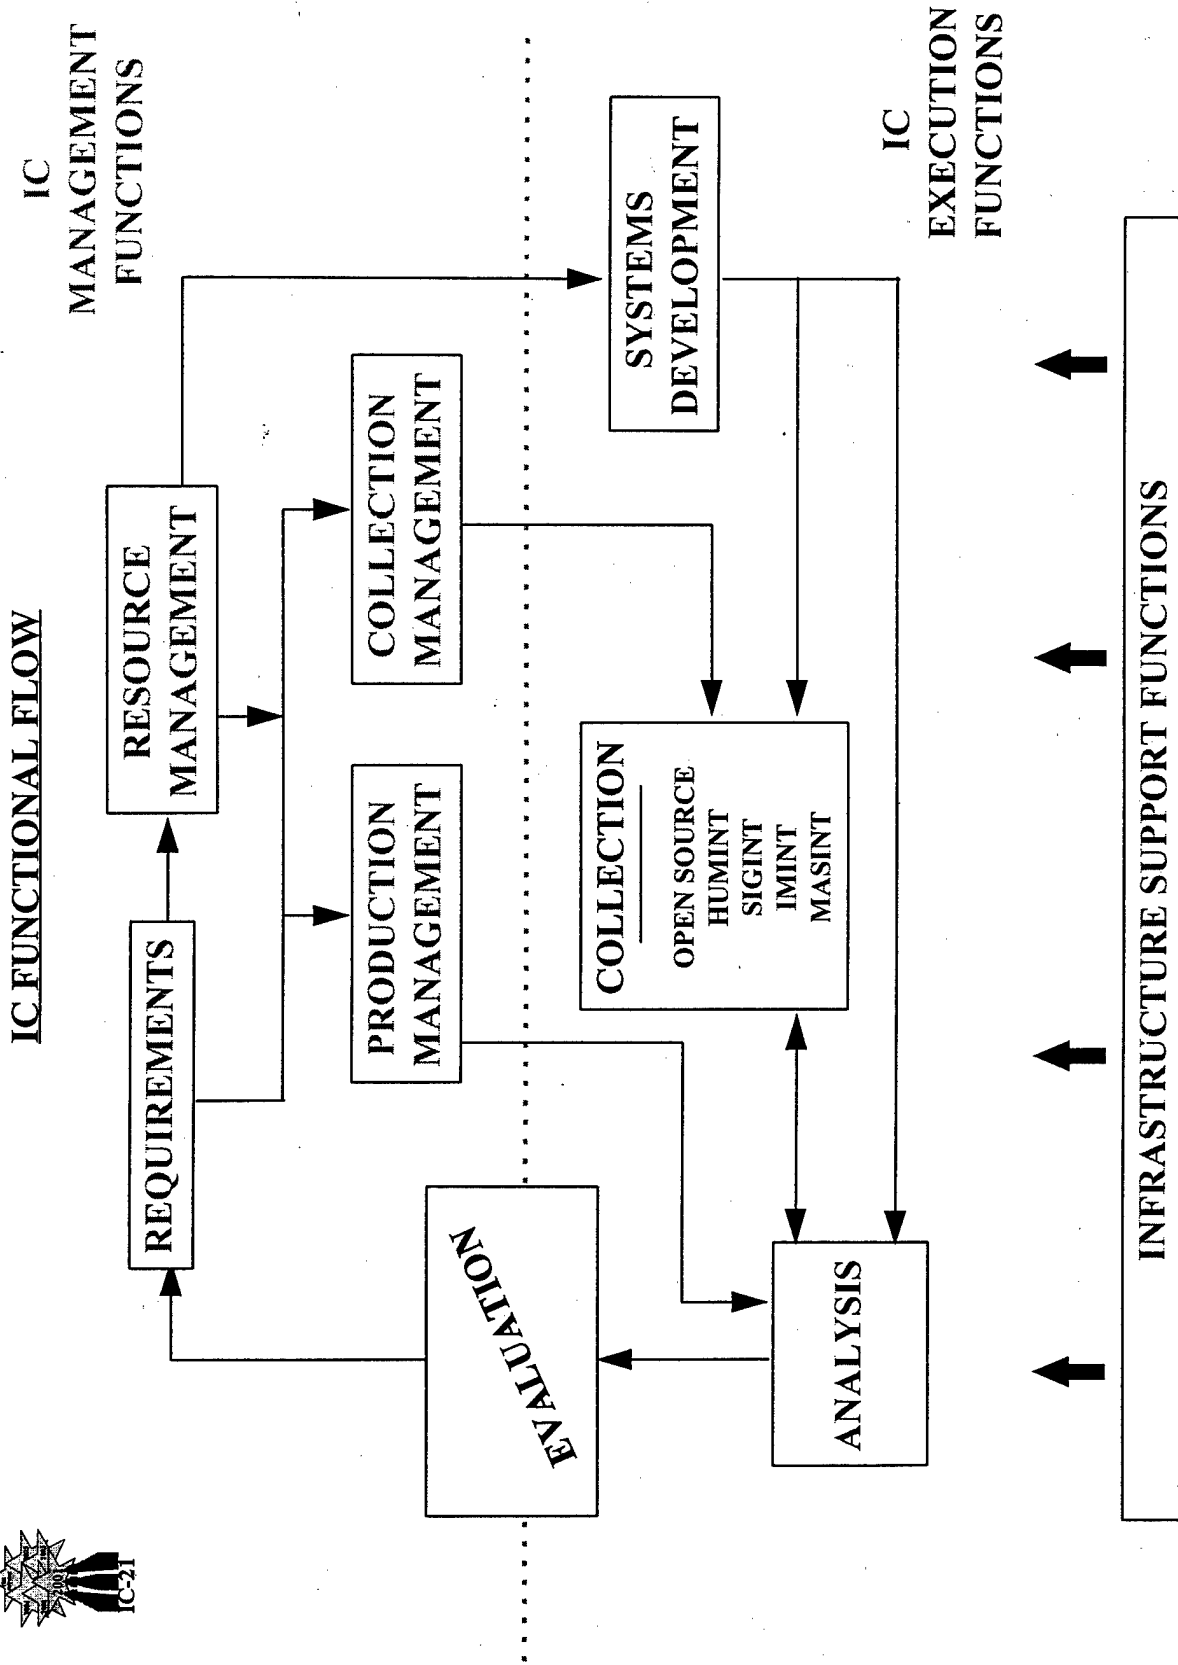 IC FUNCTIONAL FLOW
IC
MANAGEMENT
FUNCTIONS
REQUIREMENTS
RESOURCE
MANAGEMENT
PRODUCTION
MANAGEMENT
COLLECTION
MANAGEMENT
EVALUATION
SYSTEMS
DEVELOPMENT
COLLECTION
OPEN SOURCE
HUMINT
SIGINT
IMINT
MASINT
ANALYSIS
IC
EXECUTION
FUNCTIONS
INFRASTRUCTURE SUPPORT FUNCTIONS
2001
IC-21